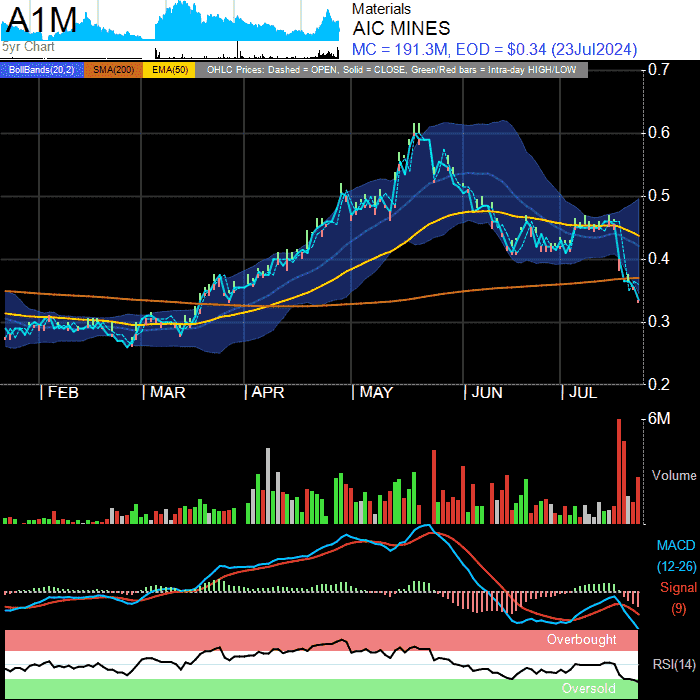 A1M
5yr Chart
Materials
AIC MINES
MC = 191.3M, EOD = $0.34 (23Jul2024)
BollBands(20,2) SMA(200) EMA(50) OHLC Prices: Dashed = OPEN, Solid = CLOSE, Green/Red bars = Intra-day HIGH/LOW
0.7
0.6
0.5
0.4
0.3
0.2
| FEB | MAR | APR | MAY | JUN | JUL
6M
Volume
MACD
(12-26)
Signal
(9)
Overbought
RSI(14)
Oversold